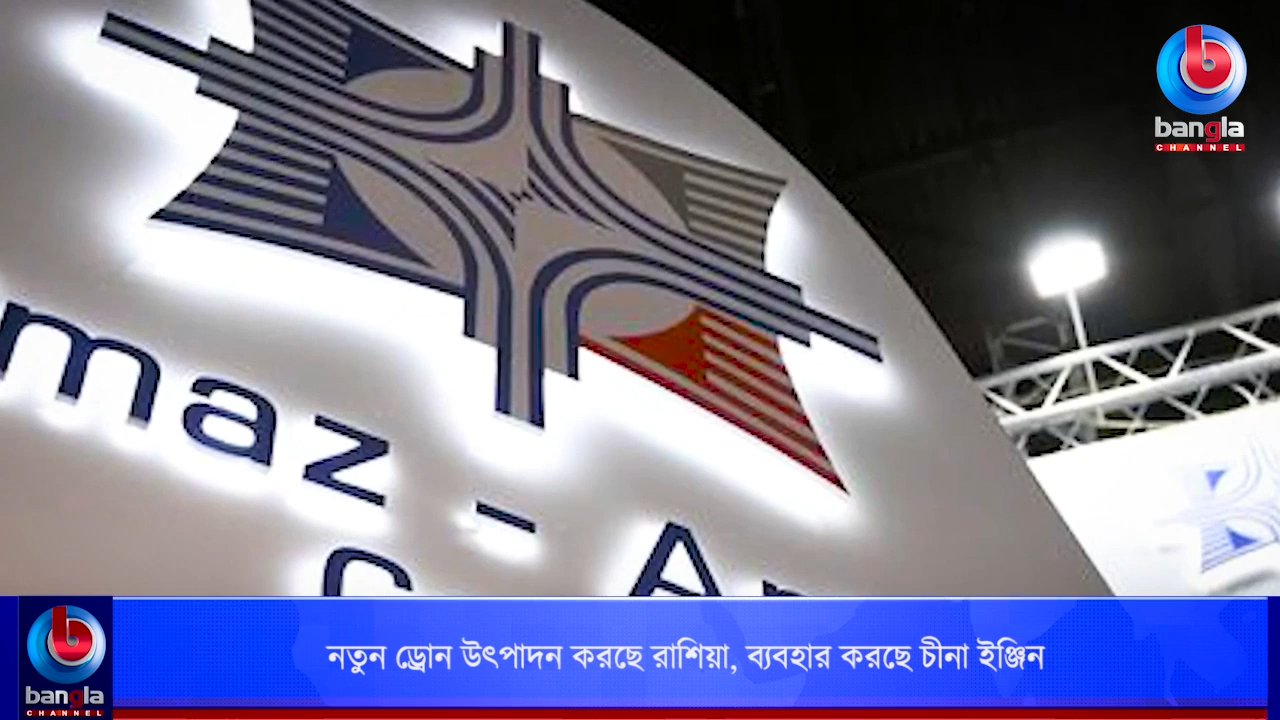 bangla
CHANNEL
maz - A
নতুন ড্রোন উৎপাদন করছে রাশিয়া, ব্যবহার করছে চীনা ইঞ্জিন
bangla
CHANNEL